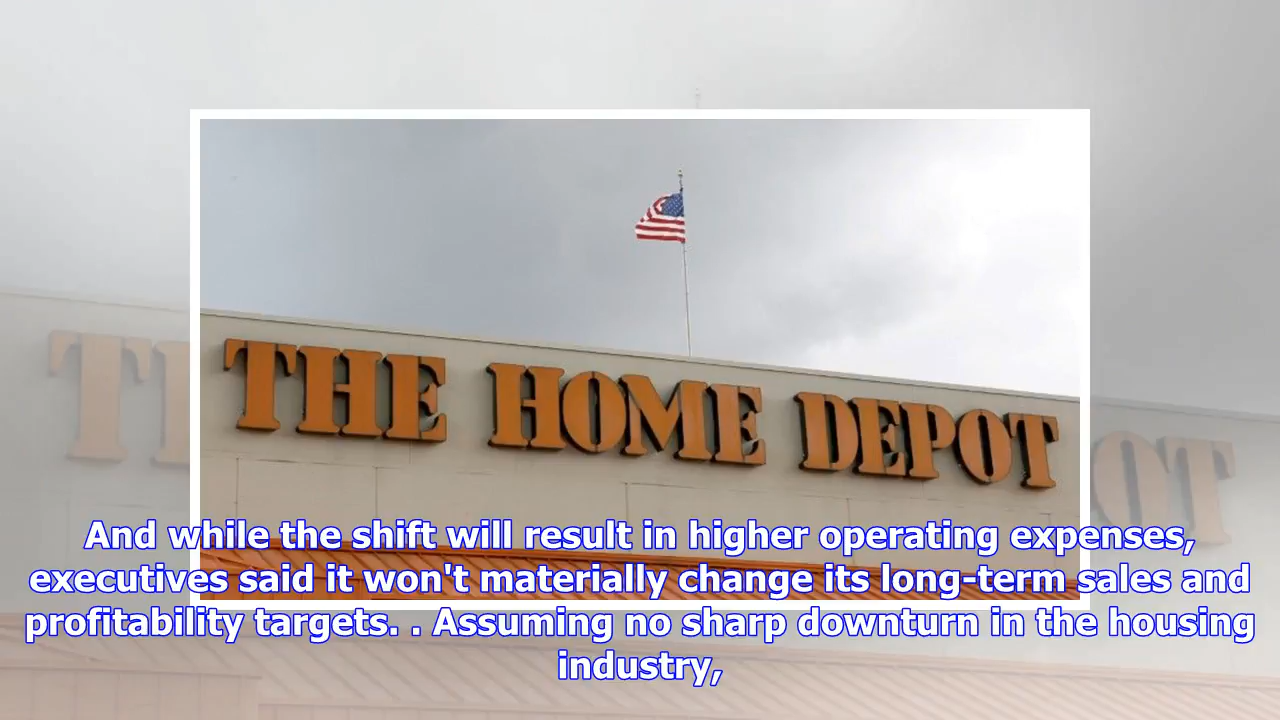 THE HOME DEPOT
And while the shift will result in higher operating expenses,
executives said it won't materially change its long-term sales and
profitability targets. . Assuming no sharp downturn in the housing
industry,